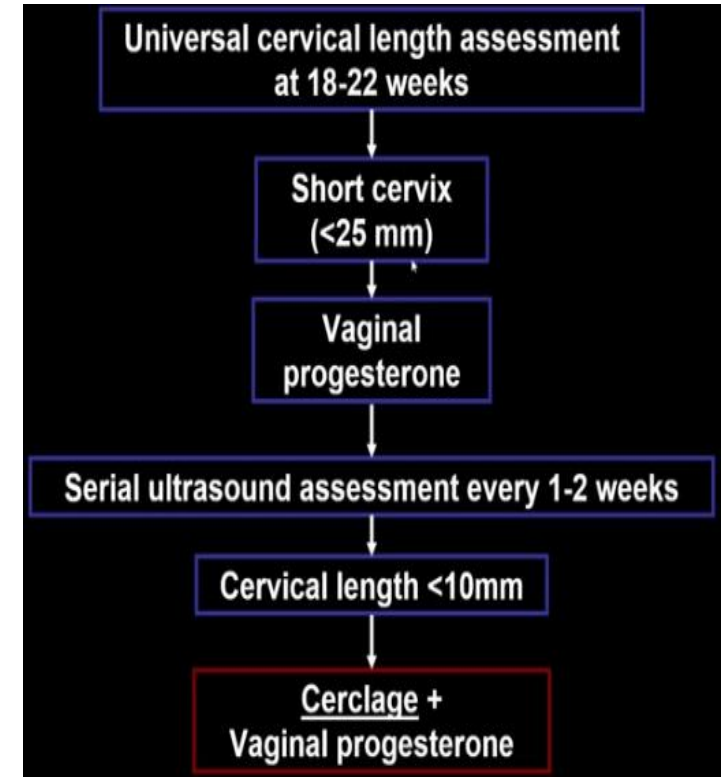 Universal cervical length assessment
at 18-22 weeks
Short cervix
(<25 mm)
Vaginal
progesterone
Serial ultrasound assessment every 1-2 weeks
Cervical length <10mm
Cerclage +
Vaginal progesterone